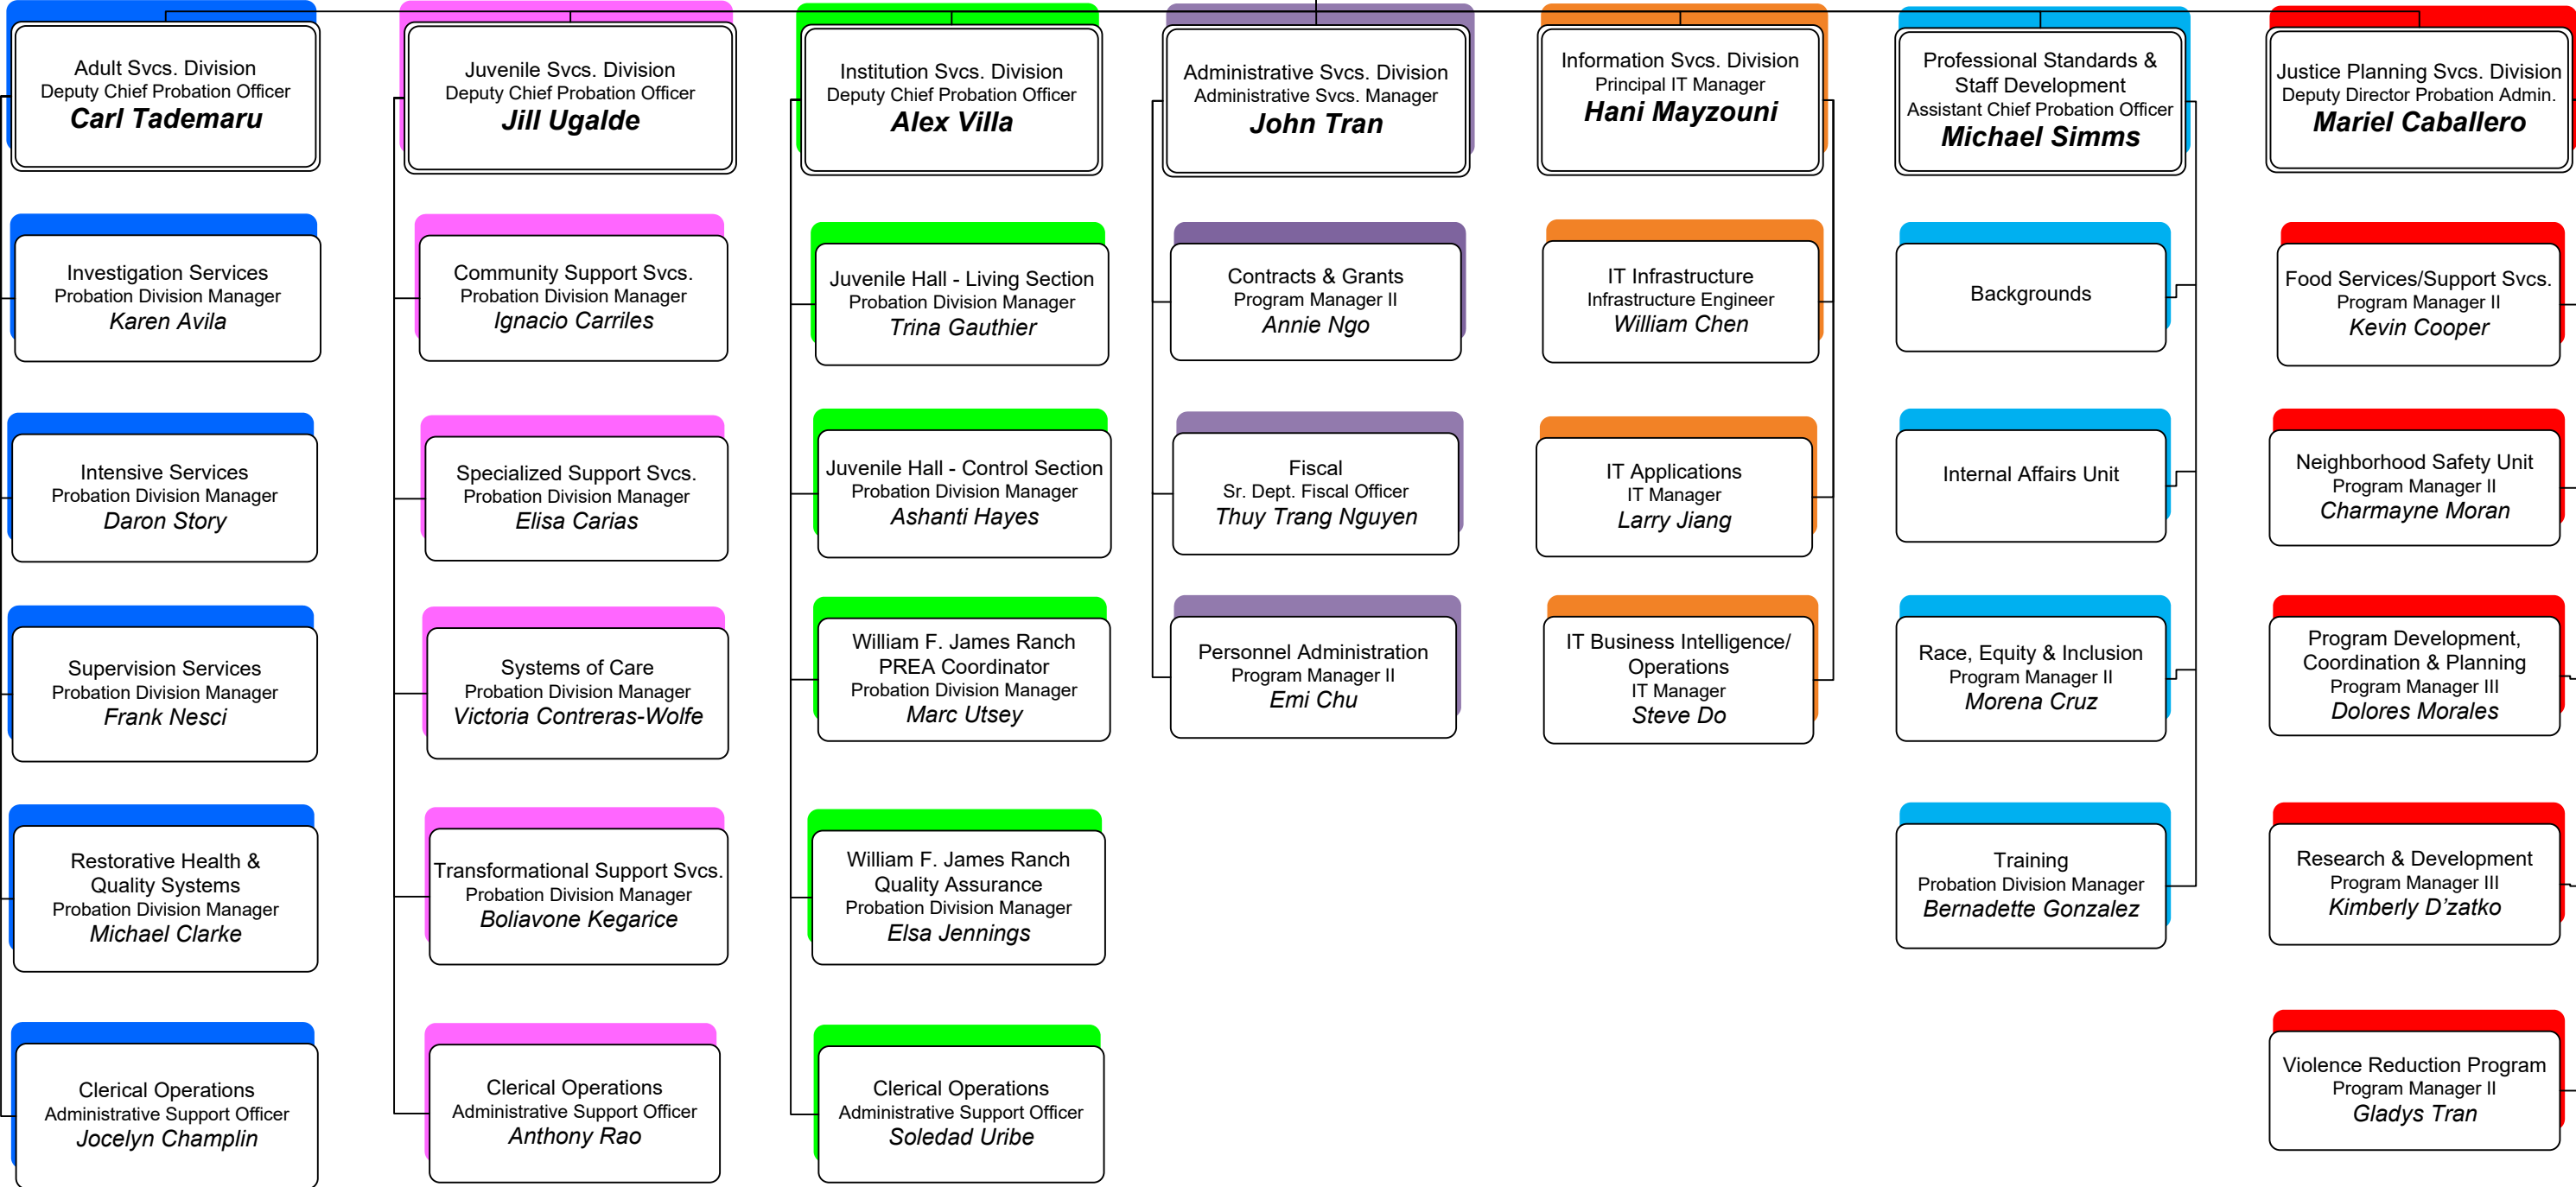 Adult Svcs. Division
Deputy Chief Probation Officer
Carl Tademaru
Investigation Services
Probation Division Manager
Karen Avila
Intensive Services
Probation Division Manager
Daron Story
Supervision Services
Probation Division Manager
Frank Nesci
Restorative Health &
Quality Systems
Probation Division Manager
Michael Clarke
Clerical Operations
Administrative Support Officer
Jocelyn Champlin
Juvenile Svcs. Division
Deputy Chief Probation Officer
Jill Ugalde
Community Support Svcs.
Probation Division Manager
Ignacio Carriles
Specialized Support Svcs.
Probation Division Manager
Elisa Carias
Systems of Care
Probation Division Manager
Victoria Contreras-Wolfe
Transformational Support Svcs.
Probation Division Manager
Boliavone Kegarice
Clerical Operations
Administrative Support Officer
Anthony Rao
Institution Svcs. Division
Deputy Chief Probation Officer
Alex Villa
Juvenile Hall - Living Section
Probation Division Manager
Trina Gauthier
Juvenile Hall - Control Section
Probation Division Manager
Ashanti Hayes
William F. James Ranch
PREA Coordinator
Probation Division Manager
Marc Utsey
William F. James Ranch
Quality Assurance
Probation Division Manager
Elsa Jennings
Clerical Operations
Administrative Support Officer
Soledad Uribe
Administrative Svcs. Division
Administrative Svcs. Manager
John Tran
Contracts & Grants
Program Manager II
Annie Ngo
Fiscal
Sr. Dept. Fiscal Officer
Thuy Trang Nguyen
Personnel Administration
Program Manager II
Emi Chu
Information Svcs. Division
Principal IT Manager
Hani Mayzouni
IT Infrastructure
Infrastructure Engineer
William Chen
IT Applications
IT Manager
Larry Jiang
IT Business Intelligence/
Operations
IT Manager
Steve Do
Professional Standards &
Staff Development
Assistant Chief Probation Officer
Michael Simms
Backgrounds
Internal Affairs Unit
Race, Equity & Inclusion
Program Manager II
Morena Cruz
Training
Probation Division Manager
Bernadette Gonzalez
Justice Planning Svcs. Division
Deputy Director Probation Admin.
Mariel Caballero
Food Services/Support Svcs.
Program Manager II
Kevin Cooper
Neighborhood Safety Unit
Program Manager II
Charmayne Moran
Program Development,
Coordination & Planning
Program Manager III
Dolores Morales
Research & Development
Program Manager III
Kimberly D’zatko
Violence Reduction Program
Program Manager II
Gladys Tran